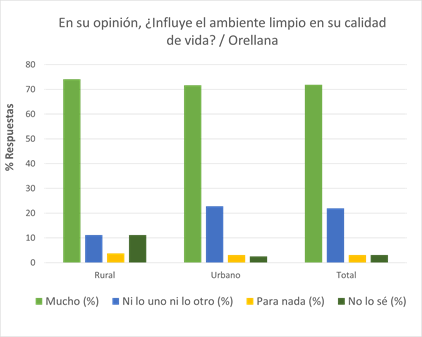 En su opinión, ¿Influye el ambiente limpio en su calidad
de vida? / Orellana
% Respuestas
80
70
60
50
40
30
20
10
0
Rural Urbano Total
Mucho (%) Ni lo uno ni lo otro (%) Para nada (%) No lo sé (%)